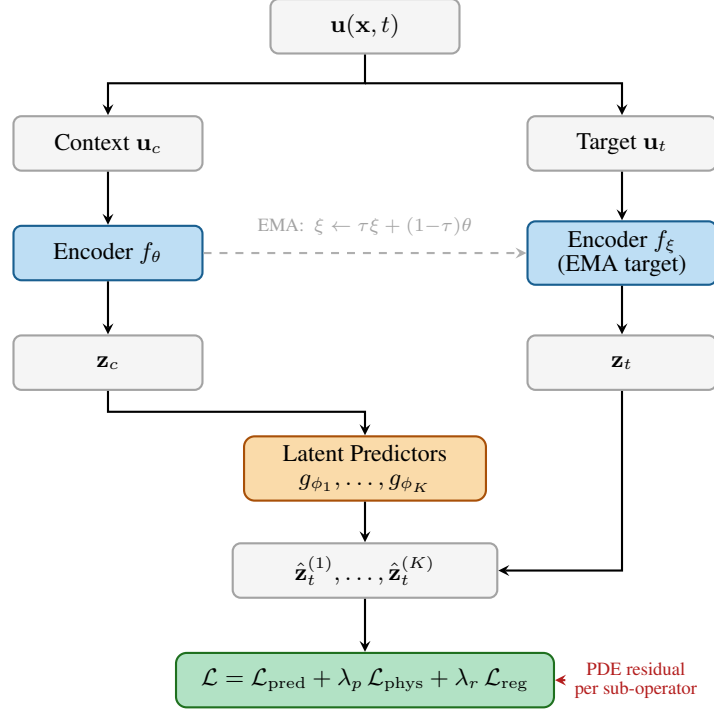 𝐮(𝐱, t)
Context 𝐮_c
Target 𝐮_t
EMA: ξ ← τξ + (1−τ)θ
Encoder f_θ
Encoder f_ξ
(EMA target)
𝐳_c
𝐳_t
Latent Predictors
g_{ϕ_1}, . . . , g_{ϕ_K}
𝐳̂_t^{(1)}, . . . , 𝐳̂_t^{(K)}
ℒ = ℒ_pred + λ_p ℒ_phys + λ_r ℒ_reg
PDE residual
per sub-operator